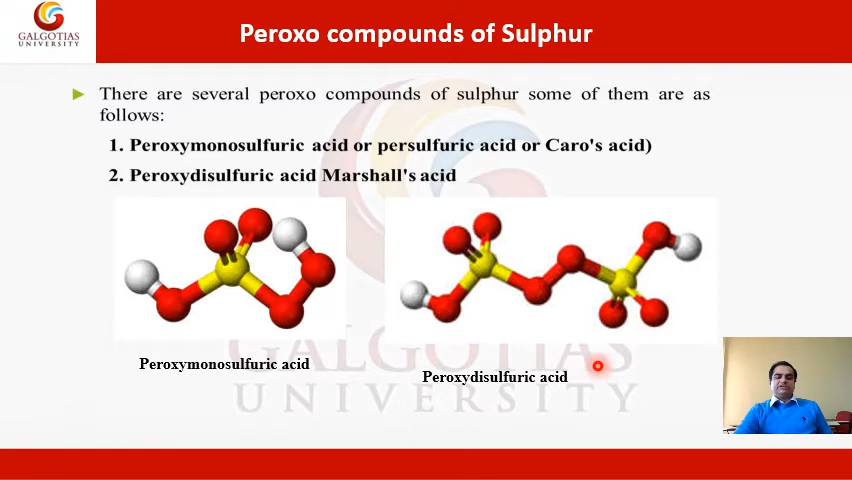 GALGOTIAS
UNIVERSITY
Peroxo compounds of Sulphur
There are several peroxo compounds of sulphur some of them are as
follows:
1. Peroxymonosulfuric acid or persulfuric acid or Caro's acid)
2. Peroxydisulfuric acid Marshall's acid
Peroxymonosulfuric acid
Peroxydisulfuric acid
GALGOTIAS
UNIVERSITY